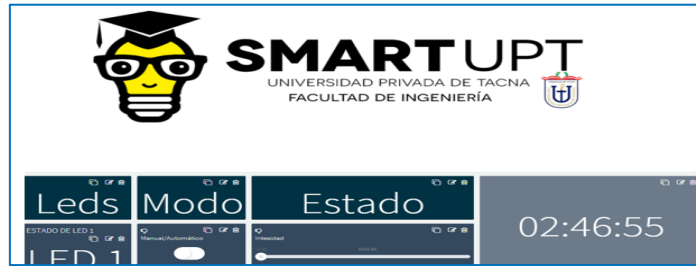 SMARTUPT
UNIVERSIDAD PRIVADA DE TACNA
FACULTAD DE INGENIERÍA
Leds
Modo
Estado
02:46:55
ESTADO DE LED 1
LED 1
Manual/Automático
Intesidad